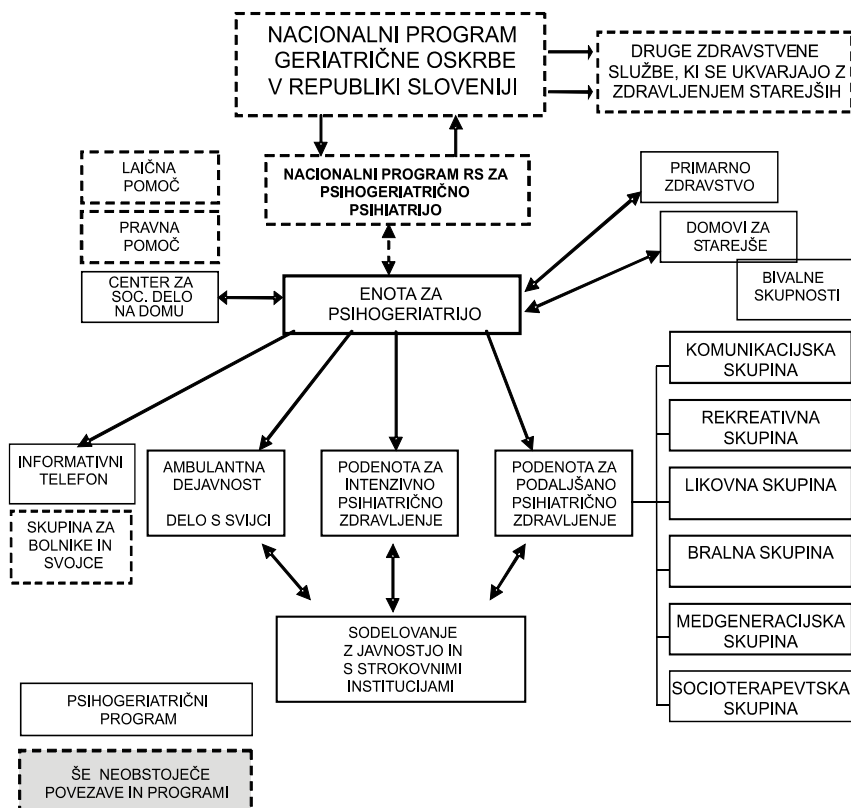 NACIONALNI PROGRAM
GERIATRIČNE OSKRBE
V REPUBLIKI SLOVENIJI
DRUGE ZDRAVSTVENE
SLUŽBE, KI SE UKVARJAJO Z
ZDRAVLJENJEM STAREJŠIH
LAIČNA
POMOČ
NACIONALNI PROGRAM RS ZA
PSIHOGERIATRIČNO
PSIHIATRIJO
PRIMARNO
ZDRAVSTVO
PRAVNA
POMOČ
DOMOVI ZA
STAREJŠE
CENTER ZA
SOC. DELO
NA DOMU
ENOTA ZA
PSIHOGERIATRIJO
BIVALNE
SKUPNOSTI
KOMUNIKACIJSKA
SKUPINA
REKREATIVNA
SKUPINA
LIKOVNA SKUPINA
BRALNA SKUPINA
MEDGENERACIJSKA
SKUPINA
SOCIOTERAPEVTSKA
SKUPINA
INFORMATIVNI
TELEFON
SKUPINA ZA
BOLNIKE IN
SVOJCE
AMBULANTNA
DEJAVNOST
DELO S SVIJCI
PODENOTA ZA
INTENZIVNO
PSIHIATRIČNO
ZDRAVLJENJE
PODENOTA ZA
PODALJŠANO
PSIHIATRIČNO
ZDRAVLJENJE
SODELOVANJE
Z JAVNOSTJO IN
S STROKOVNIMI
INSTITUCIJAMI
PSIHOGERIATRIČNI
PROGRAM
ŠE NEOBSTOJEČE
POVEZAVE IN PROGRAMI